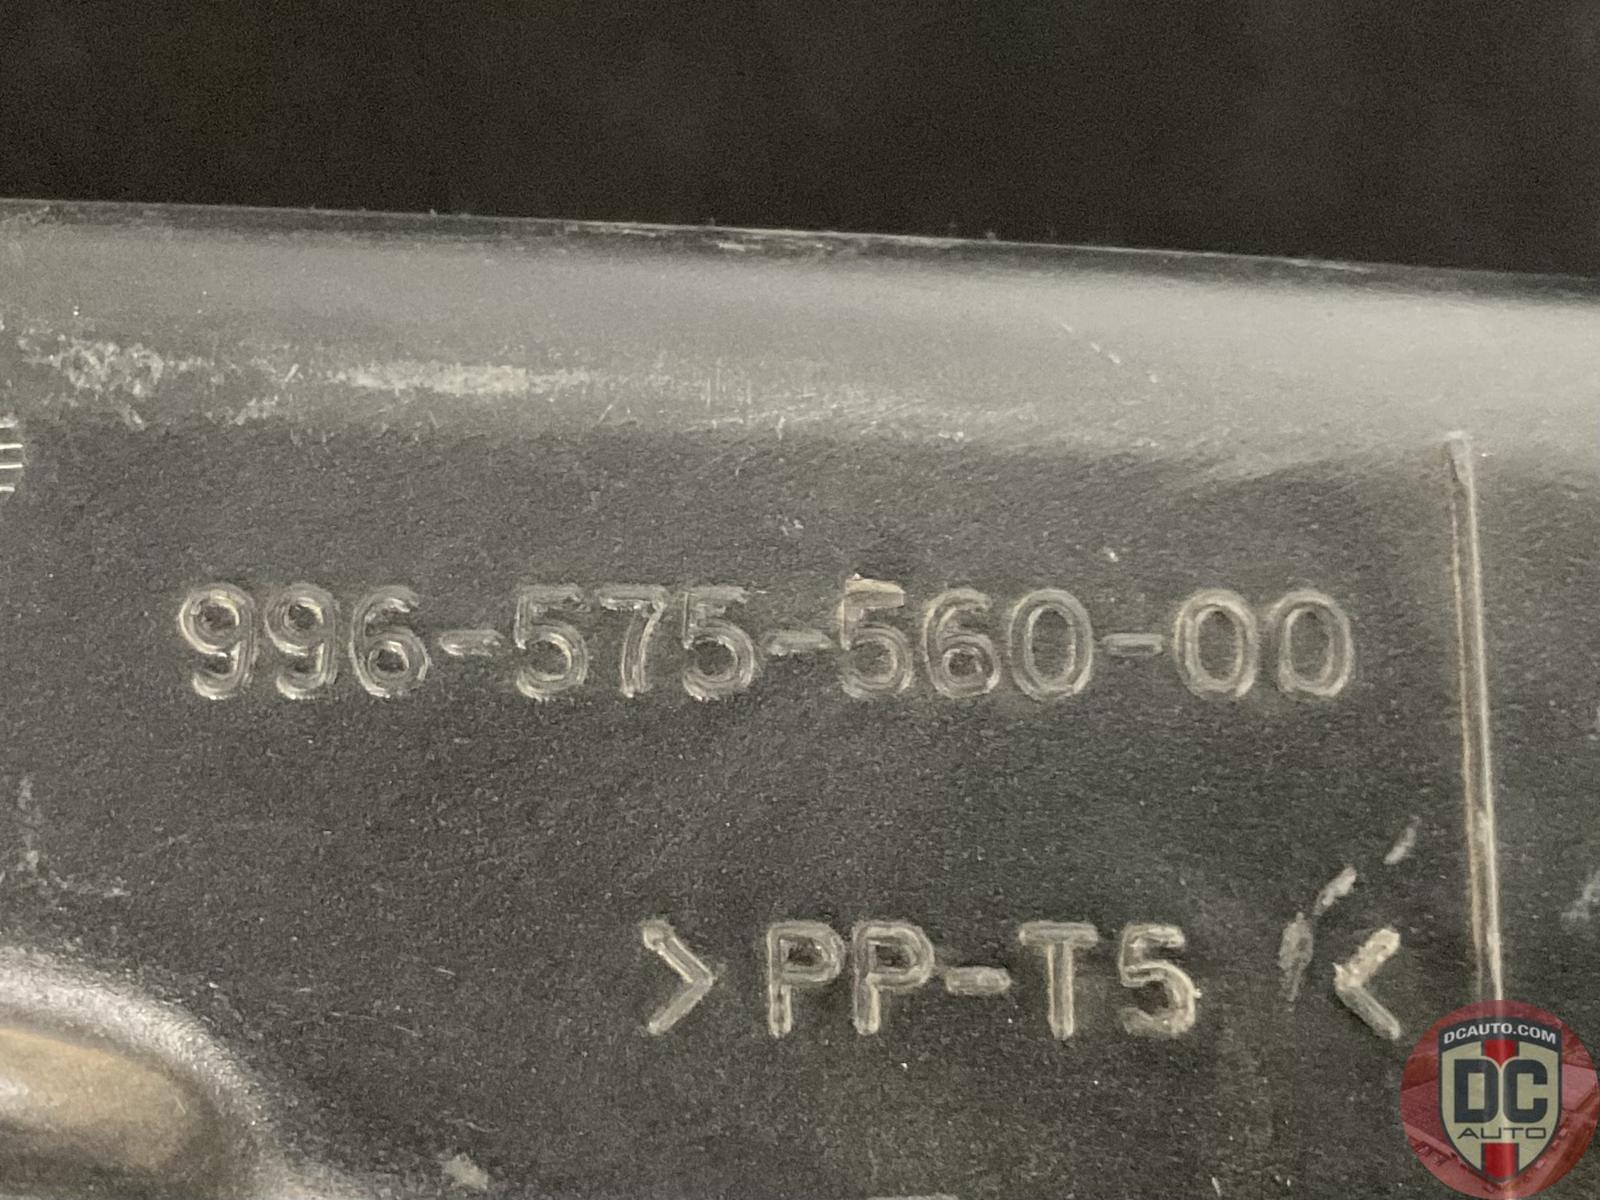 996-575-560-00
>PP-T5 <
DCAUTO.COM
DC
AUTO